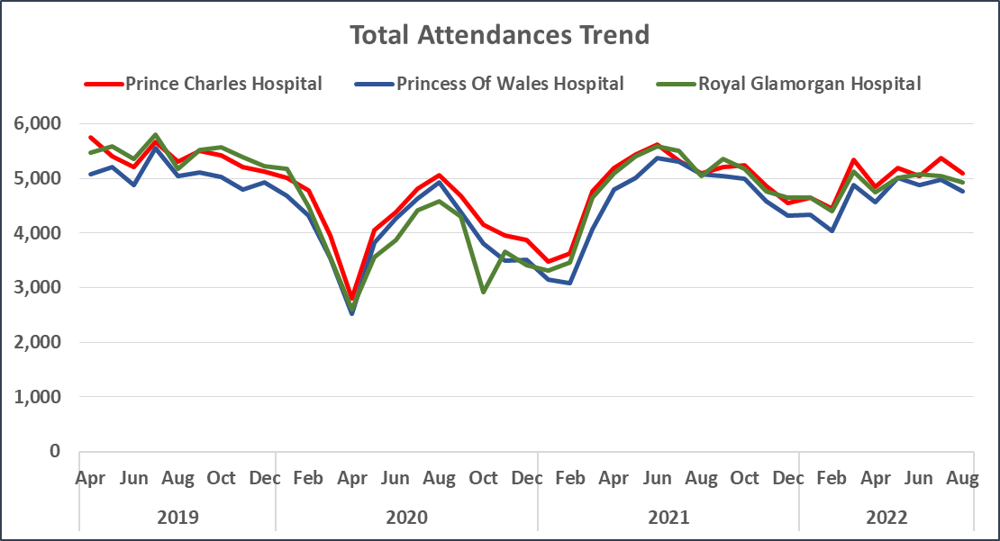 Total Attendances Trend
Prince Charles Hospital Princess Of Wales Hospital Royal Glamorgan Hospital
6,000
5,000
4,000
3,000
2,000
1,000
0
Apr Jun Aug Oct Dec Feb Apr Jun Aug Oct Dec Feb Apr Jun Aug Oct Dec Feb Apr Jun Aug
2019 2020 2021 2022